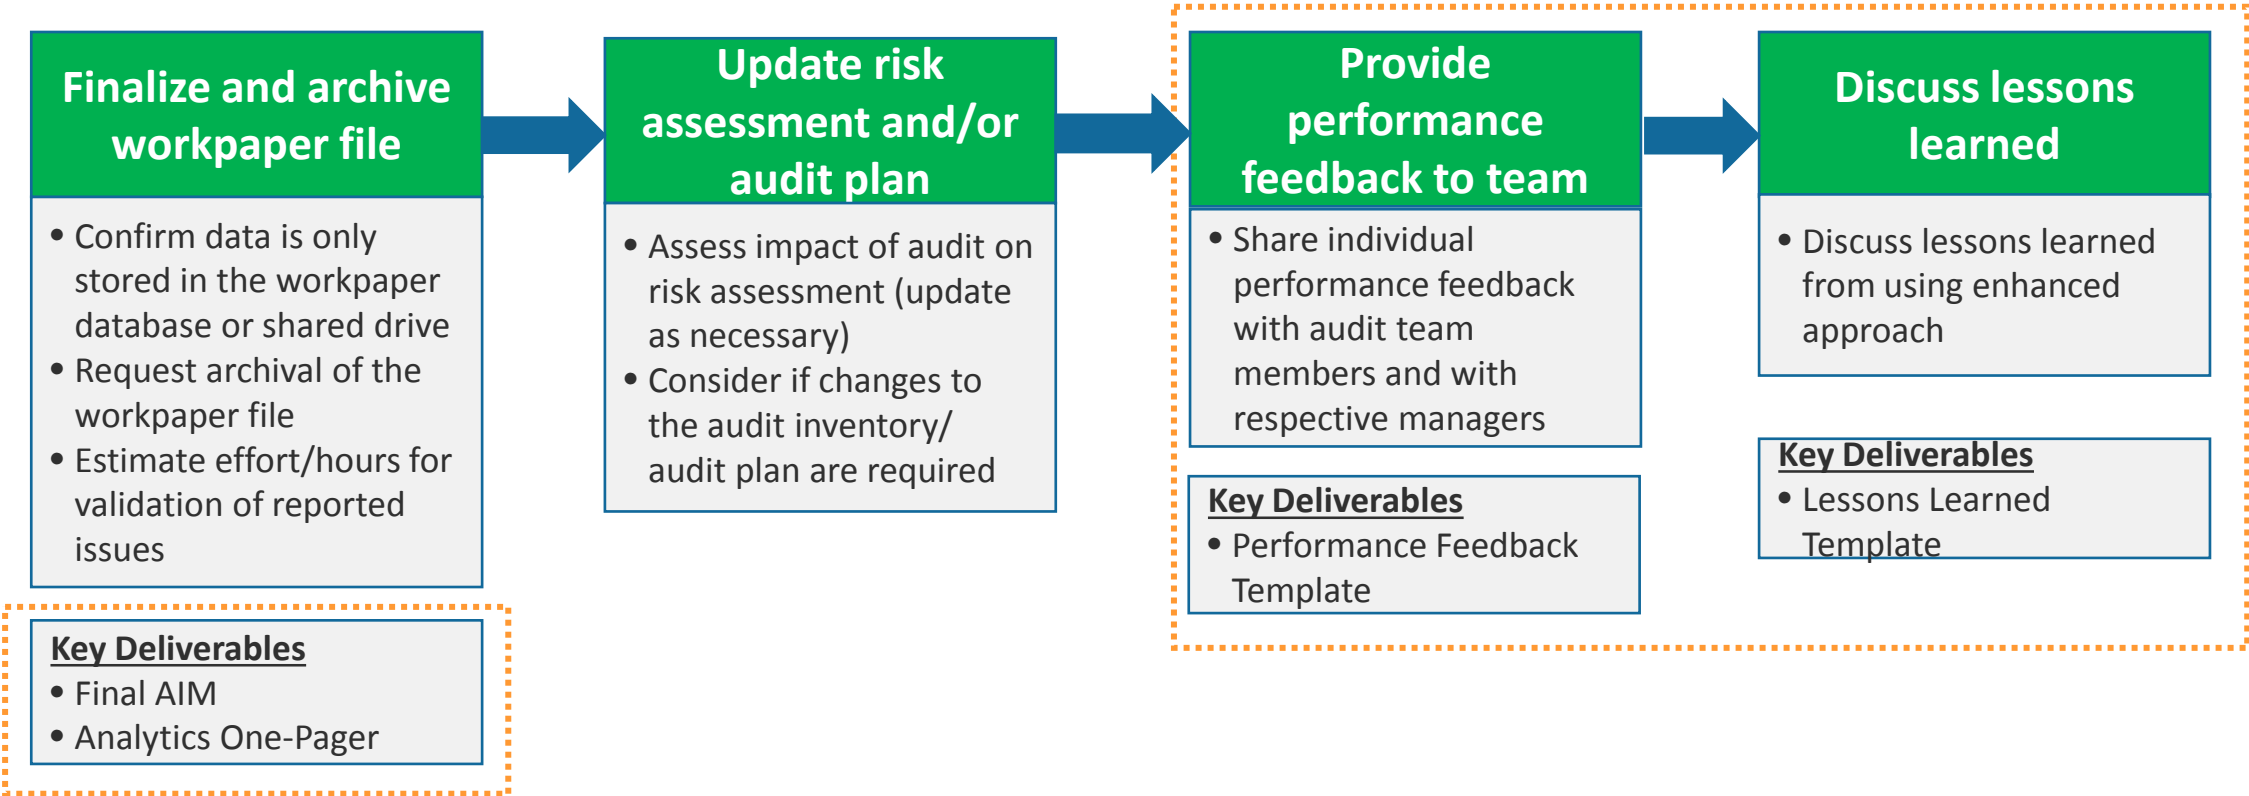 Finalize and archive
workpaper file
• Confirm data is only
stored in the workpaper
database or shared drive
• Request archival of the
workpaper file
• Estimate effort/hours for
validation of reported
issues
Key Deliverables
• Final AIM
• Analytics One-Pager
Update risk
assessment and/or
audit plan
• Assess impact of audit on
risk assessment (update
as necessary)
• Consider if changes to
the audit inventory/
audit plan are required
Provide
performance
feedback to team
• Share individual
performance feedback
with audit team
members and with
respective managers
Key Deliverables
• Performance Feedback
Template
Discuss lessons
learned
• Discuss lessons learned
from using enhanced
approach
Key Deliverables
• Lessons Learned
Template